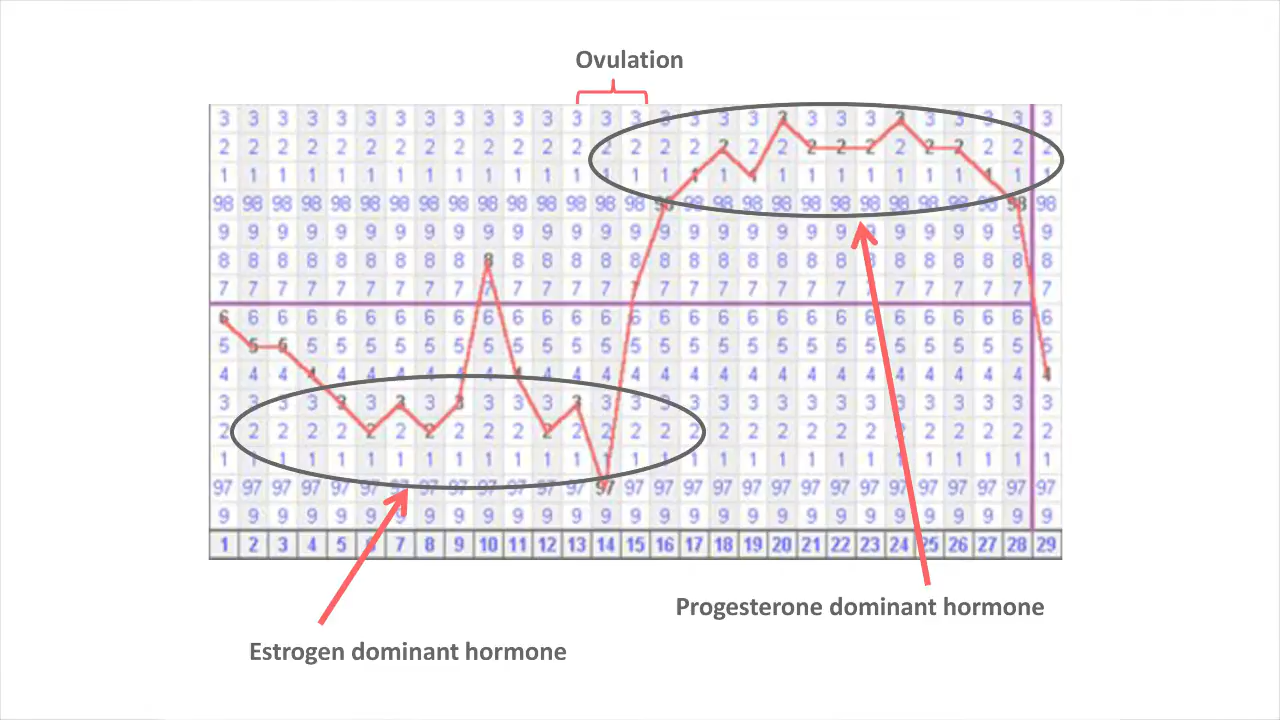 Ovulation
3 3 3 3 3 3 3 3 3 3 3 3 3 3 3 3 3 3 3 3 3 3 3 3 3 3 3 3 3
2 2 2 2 2 2 2 2 2 2 2 2 2 2 2 2 2 2 2 2 2 2 2 2 2 2 2 2 2
1 1 1 1 1 1 1 1 1 1 1 1 1 1 1 1 1 1 1 1 1 1 1 1 1 1 1 1 1
98 98 98 98 98 98 98 98 98 98 98 98 98 98 98 98 98 98 98 98 98 98 98 98 98 98 98 98 98
9 9 9 9 9 9 9 9 9 9 9 9 9 9 9 9 9 9 9 9 9 9 9 9 9 9 9 9 9
8 8 8 8 8 8 8 8 8 8 8 8 8 8 8 8 8 8 8 8 8 8 8 8 8 8 8 8 8
7 7 7 7 7 7 7 7 7 7 7 7 7 7 7 7 7 7 7 7 7 7 7 7 7 7 7 7 7
6 6 6 6 6 6 6 6 6 6 6 6 6 6 6 6 6 6 6 6 6 6 6 6 6 6 6 6 6
5 5 5 5 5 5 5 5 5 5 5 5 5 5 5 5 5 5 5 5 5 5 5 5 5 5 5 5 5
4 4 4 4 4 4 4 4 4 4 4 4 4 4 4 4 4 4 4 4 4 4 4 4 4 4 4 4 4
3 3 3 3 3 3 3 3 3 3 3 3 3 3 3 3 3 3 3 3 3 3 3 3 3 3 3 3 3
2 2 2 2 2 2 2 2 2 2 2 2 2 2 2 2 2 2 2 2 2 2 2 2 2 2 2 2 2
1 1 1 1 1 1 1 1 1 1 1 1 1 1 1 1 1 1 1 1 1 1 1 1 1 1 1 1 1
97 97 97 97 97 97 97 97 97 97 97 97 97 97 97 97 97 97 97 97 97 97 97 97 97 97 97 97 97
9 9 9 9 9 9 9 9 9 9 9 9 9 9 9 9 9 9 9 9 9 9 9 9 9 9 9 9 9
1 2 3 4 5 6 7 8 9 10 11 12 13 14 15 16 17 18 19 20 21 22 23 24 25 26 27 28 29
Progesterone dominant hormone
Estrogen dominant hormone